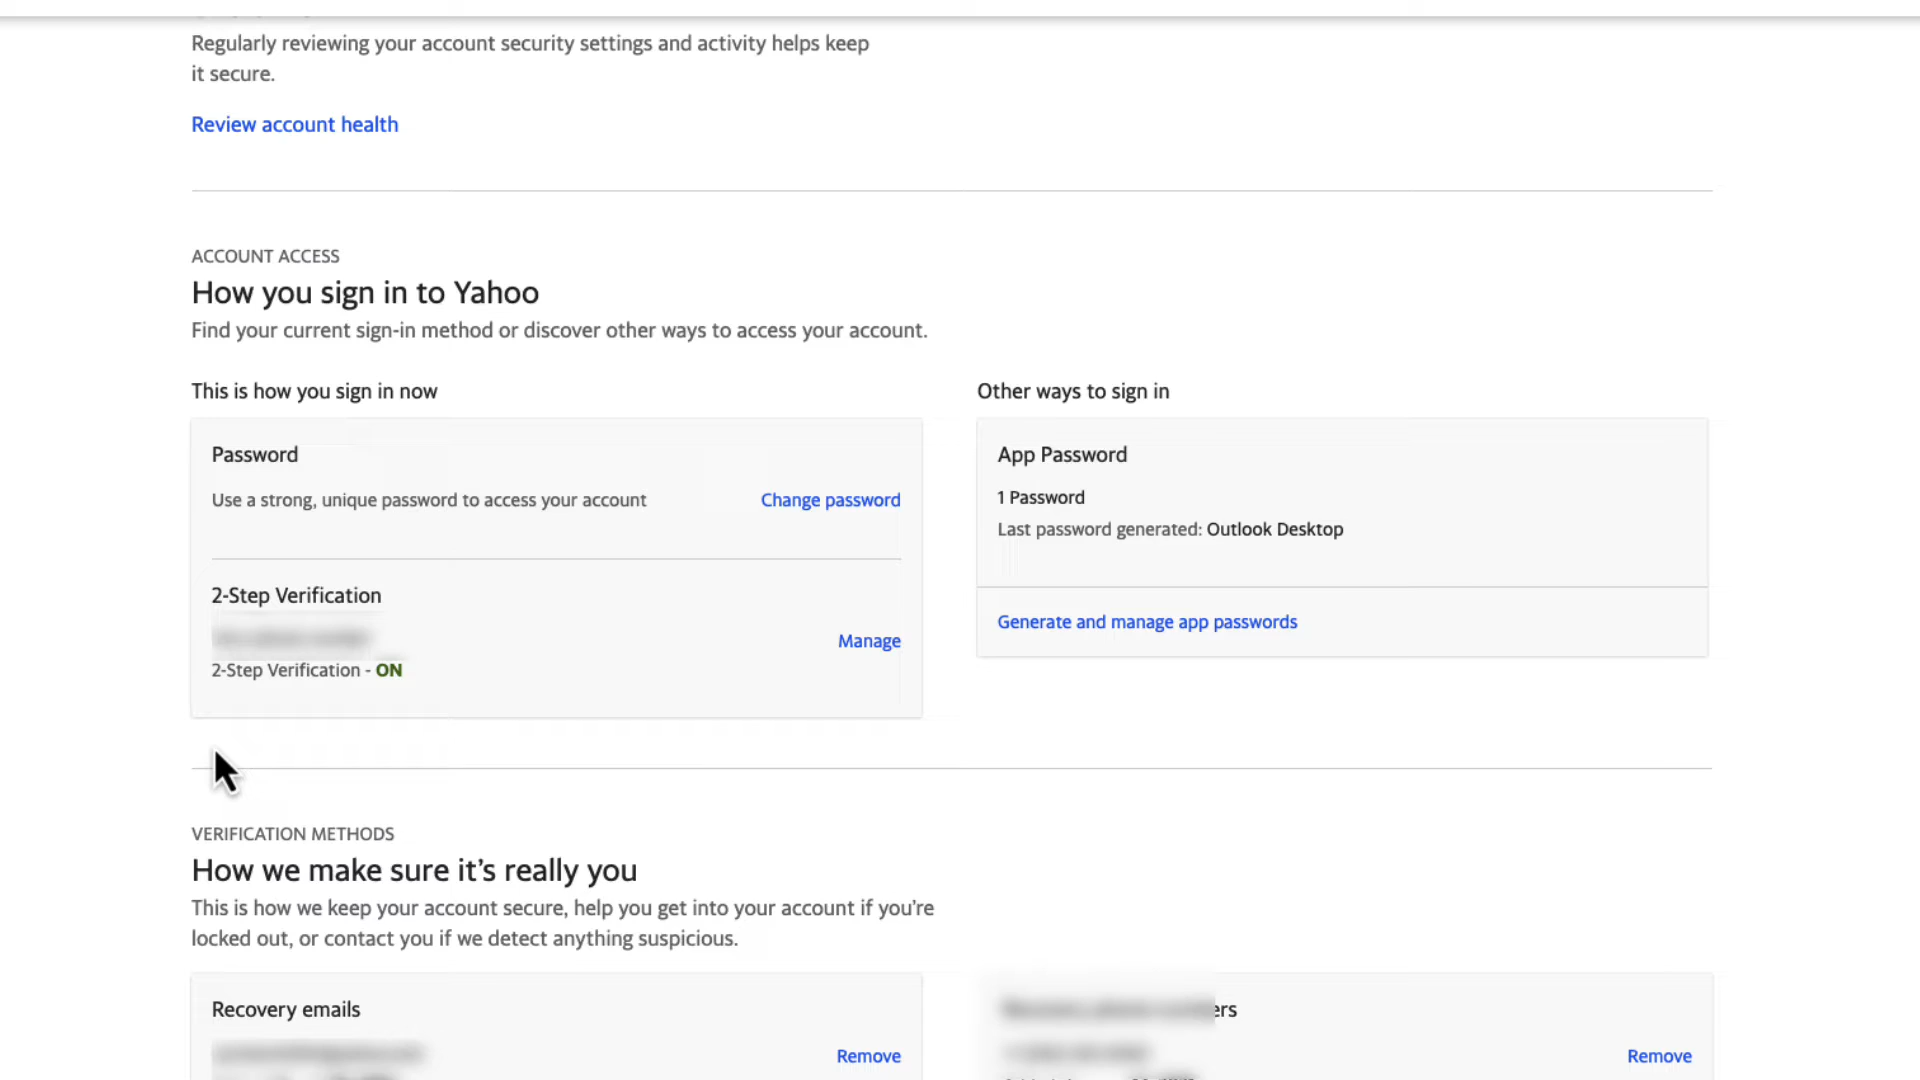 Regularly reviewing your account security settings and activity helps keep
it secure.
Review account health
ACCOUNT ACCESS
How you sign in to Yahoo
Find your current sign-in method or discover other ways to access your account.
This is how you sign in now
Password
Use a strong, unique password to access your account
Change password
2-Step Verification
Manage
2-Step Verification - ON
Other ways to sign in
App Password
1 Password
Last password generated: Outlook Desktop
Generate and manage app passwords
VERIFICATION METHODS
How we make sure it’s really you
This is how we keep your account secure, help you get into your account if you’re
locked out, or contact you if we detect anything suspicious.
Recovery emails
Remove
ers
Remove